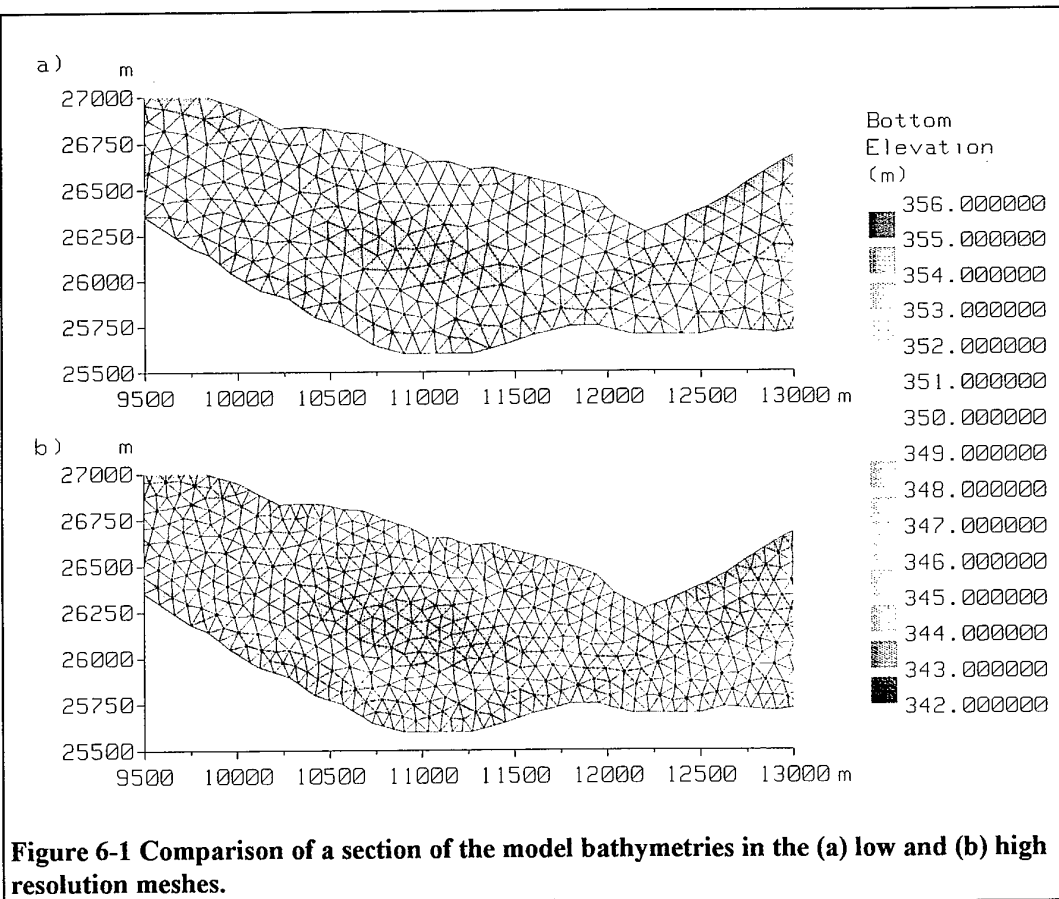 a)
m
27000
26750
26500
26250
26000
25750
25500
9500 10000 10500 11000 11500 12000 12500 13000 m
Bottom
Elevation
(m)
356.000000
355.000000
354.000000
353.000000
352.000000
351.000000
350.000000
349.000000
348.000000
347.000000
346.000000
345.000000
344.000000
343.000000
342.000000
b)
m
27000
26750
26500
26250
26000
25750
25500
9500 10000 10500 11000 11500 12000 12500 13000 m
Figure 6-1 Comparison of a section of the model bathymetries in the (a) low and (b) high
resolution meshes.